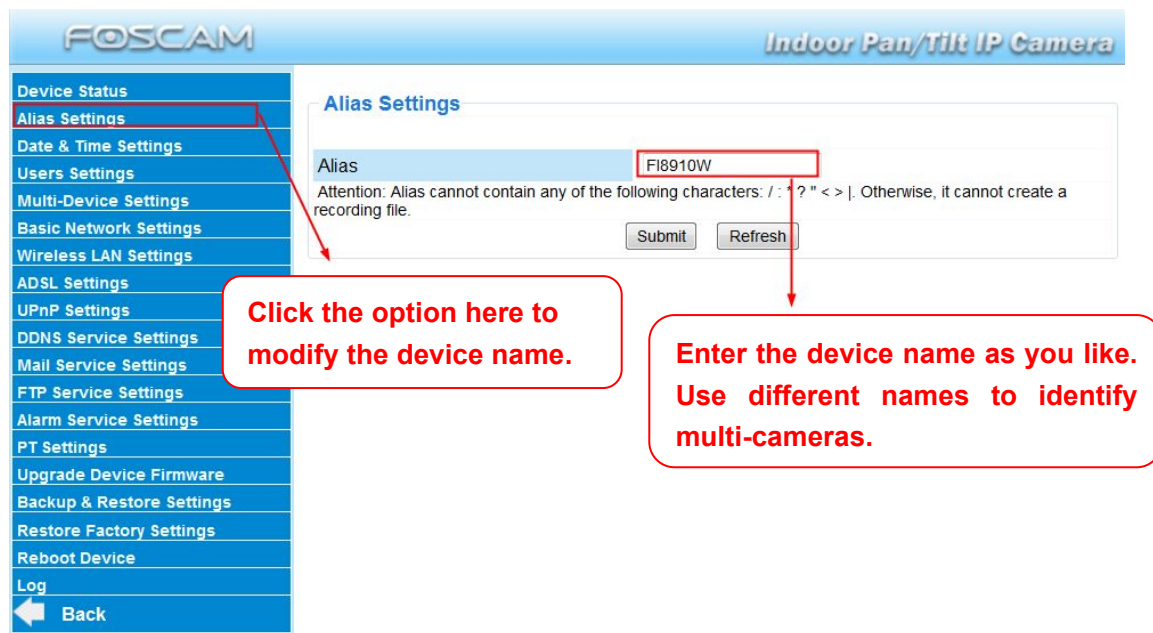 FOSCAM
Indoor Pan/Tilt IP Camera
Device Status
Alias Settings
Date & Time Settings
Users Settings
Multi-Device Settings
Basic Network Settings
Wireless LAN Settings
ADSL Settings
UPnP Settings
DDNS Service Settings
Mail Service Settings
FTP Service Settings
Alarm Service Settings
PT Settings
Upgrade Device Firmware
Backup & Restore Settings
Restore Factory Settings
Reboot Device
Log
Back
Alias Settings
Alias
FI8910W
Attention: Alias cannot contain any of the following characters: / : * ? " < > |. Otherwise, it cannot create a
recording file.
Submit
Refresh
Click the option here to
modify the device name.
Enter the device name as you like.
Use different names to identify
multi-cameras.